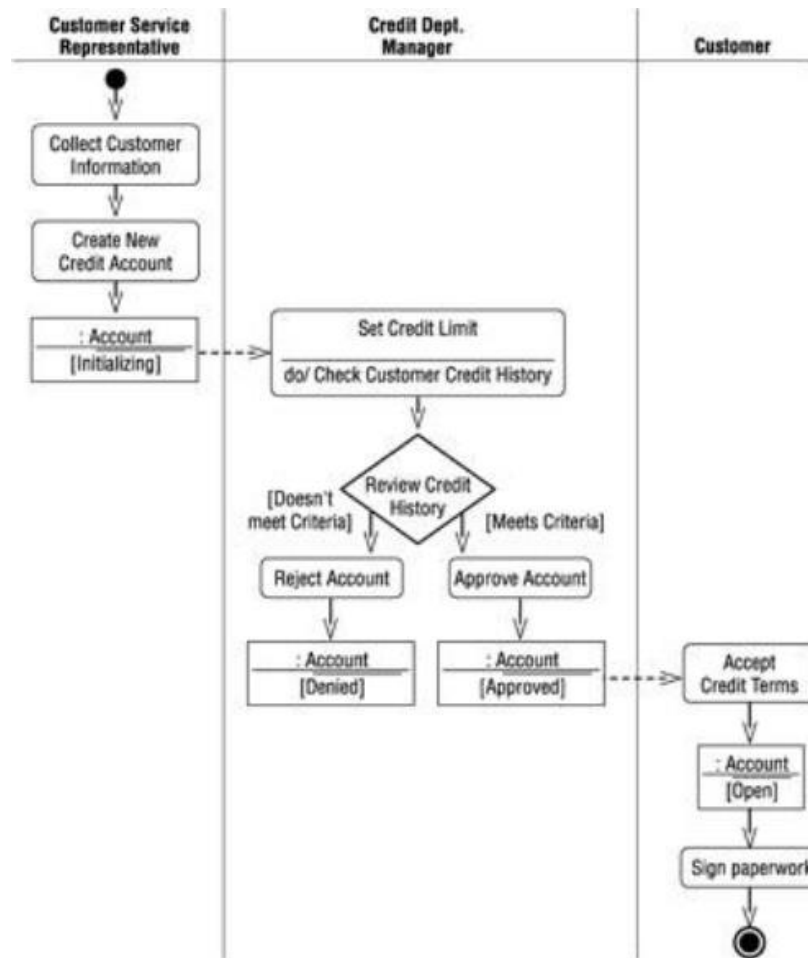 Customer Service
Representative
Credit Dept.
Manager
Customer
Collect Customer
Information
Create New
Credit Account
: Account
[Initializing]
Set Credit Limit
do/ Check Customer Credit History
Review Credit
History
[Doesn't
meet Criteria]
[Meets Criteria]
Reject Account
Approve Account
: Account
[Denied]
: Account
[Approved]
Accept
Credit Terms
: Account
[Open]
Sign paperwork